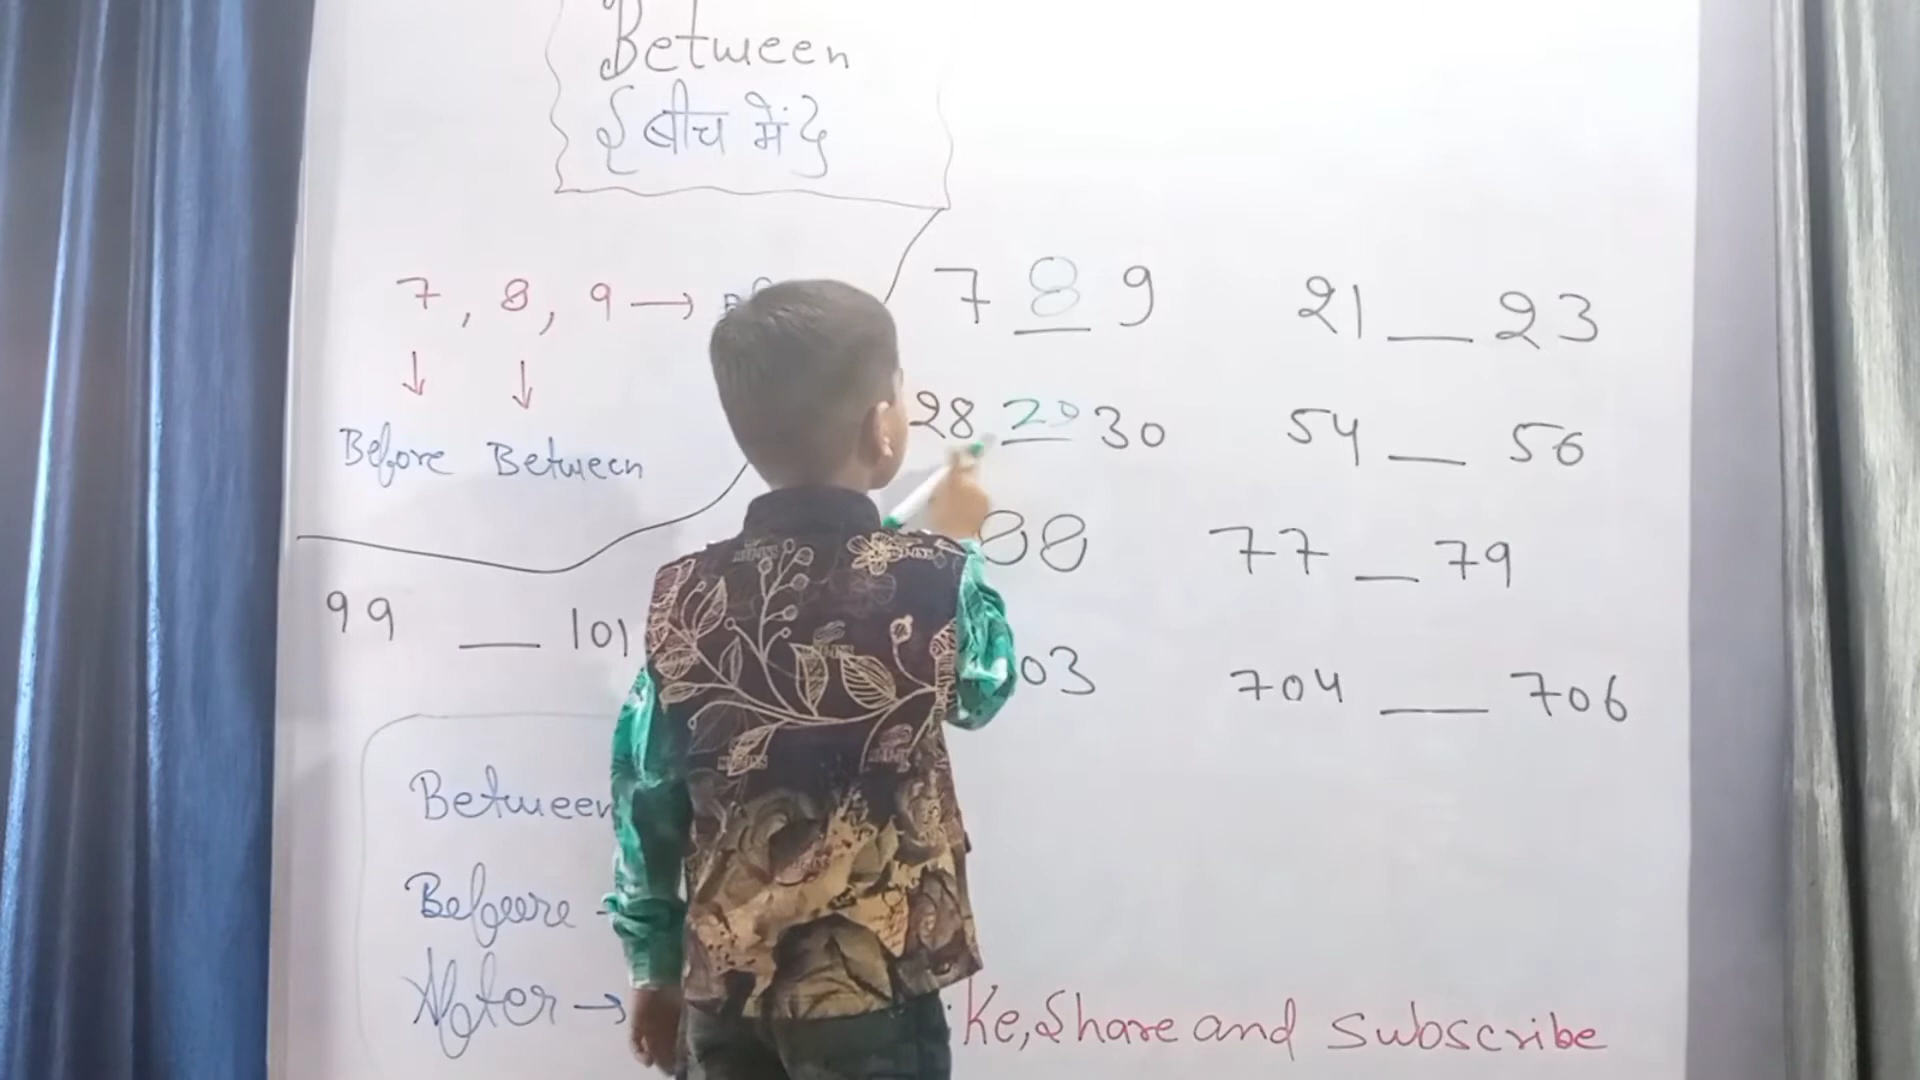 Between
{बीच में}
7, 8, 9 →
↓ ↓
Before Between
7 8 9
21 __ 23
28 29 30
54 __ 56
88
77 __ 79
99 __ 101
03
704 __ 706
Between
Befeere -
After →
Ke, Share and Subscribe